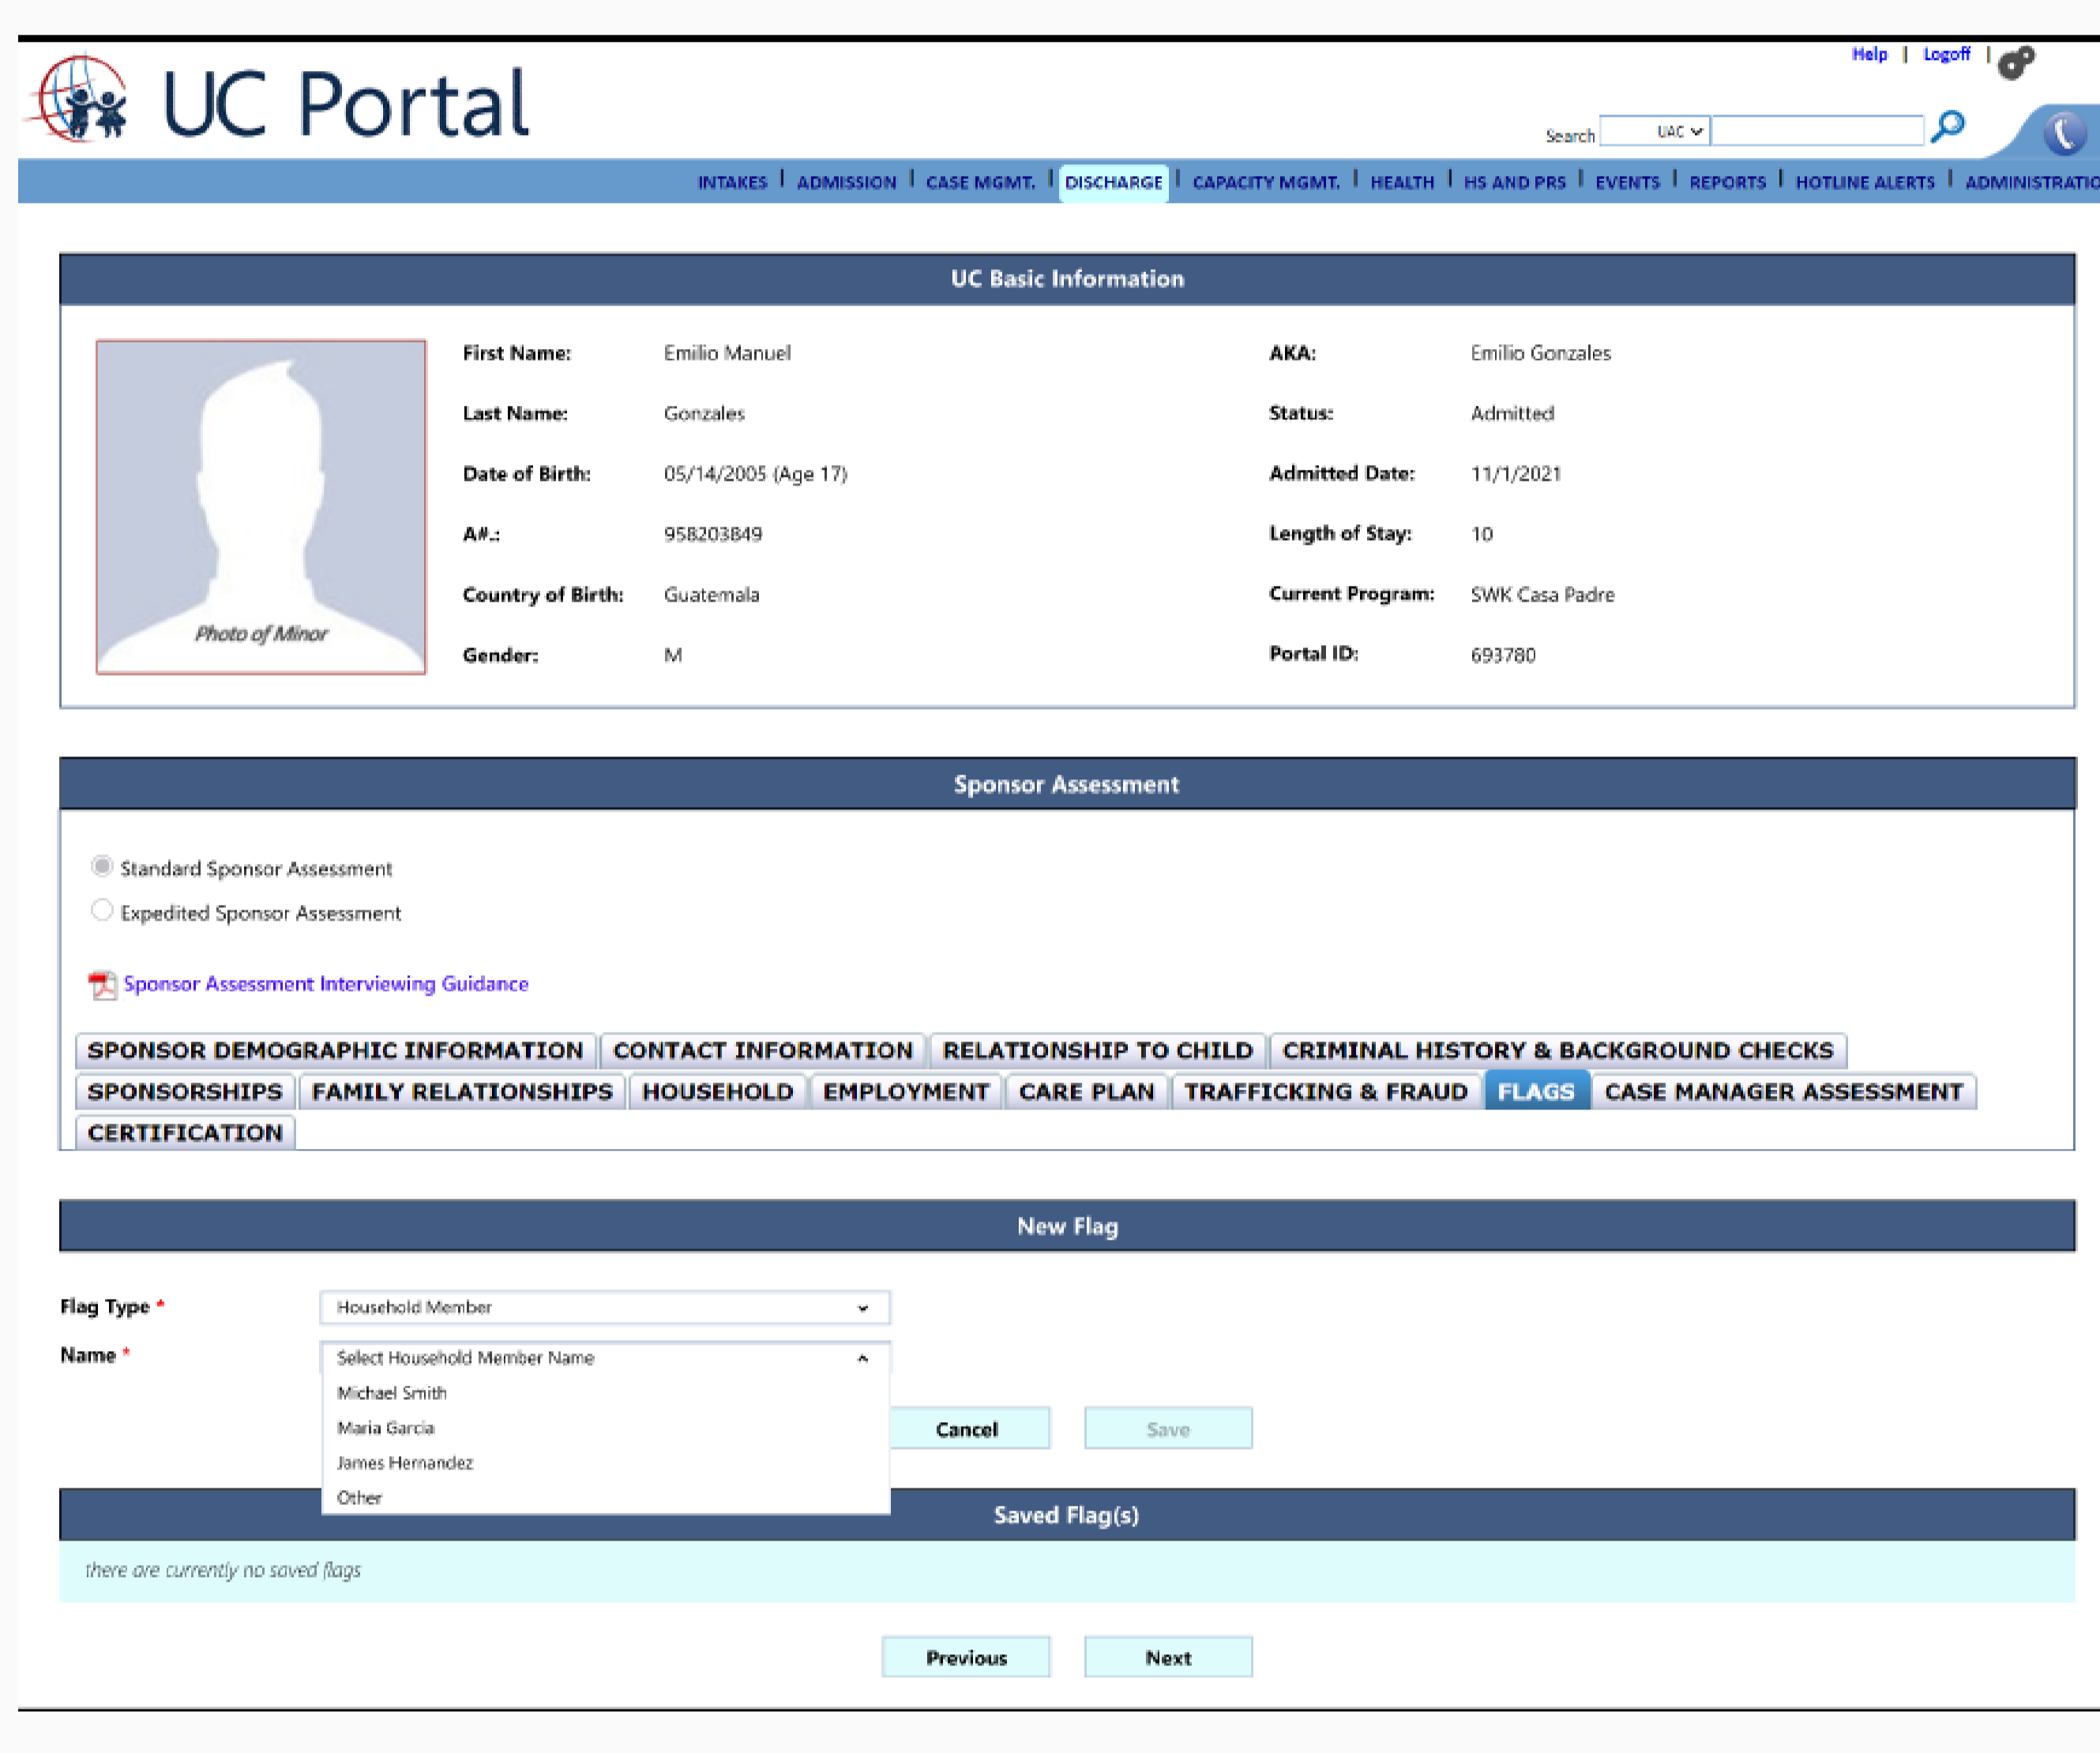 Help | Logoff |
UC Portal
Search UAC
INTAKES | ADMISSION | CASE MGMT. | DISCHARGE | CAPACITY MGMT. | HEALTH | HS AND PRS | EVENTS | REPORTS | HOTLINE ALERTS | ADMINISTRATIO
UC Basic Information
First Name: Emilio Manuel AKA: Emilio Gonzales
Last Name: Gonzales Status: Admitted
Date of Birth: 05/14/2005 (Age 17) Admitted Date: 11/1/2021
A#.: 958203849 Length of Stay: 10
Country of Birth: Guatemala Current Program: SWK Casa Padre
Photo of Minor
Gender: M Portal ID: 693780
Sponsor Assessment
Standard Sponsor Assessment
Expedited Sponsor Assessment
Sponsor Assessment Interviewing Guidance
SPONSOR DEMOGRAPHIC INFORMATION CONTACT INFORMATION RELATIONSHIP TO CHILD CRIMINAL HISTORY & BACKGROUND CHECKS
SPONSORSHIPS FAMILY RELATIONSHIPS HOUSEHOLD EMPLOYMENT CARE PLAN TRAFFICKING & FRAUD FLAGS CASE MANAGER ASSESSMENT
CERTIFICATION
New Flag
Flag Type * Household Member
Name * Select Household Member Name
Michael Smith
Maria Garcia
James Hernandez
Other
Cancel Save
Saved Flag(s)
there are currently no saved flags
Previous Next